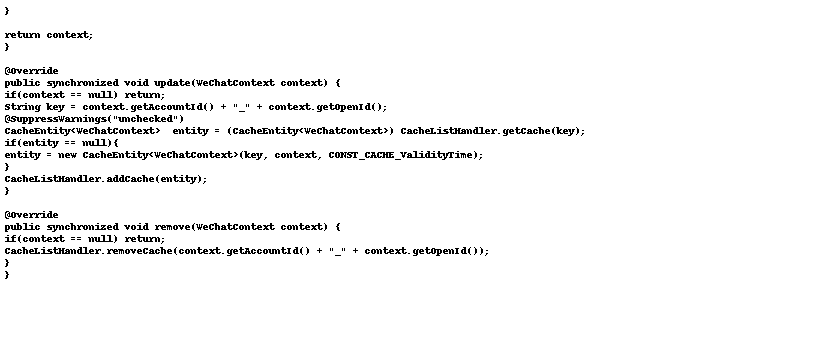 }
return context;
}
@Override
public synchronized void update(WeChatContext context) {
if(context == null) return;
String key = context.getAccountId() + "_" + context.getOpenId();
@SuppressWarnings("unchecked")
CacheEntity<WeChatContext>  entity = (CacheEntity<WeChatContext>) CacheListHandler.getCache(key);
if(entity == null){
entity = new CacheEntity<WeChatContext>(key, context, CONST_CACHE_ValidityTime);
}
CacheListHandler.addCache(entity);
}
@Override
public synchronized void remove(WeChatContext context) {
if(context == null) return;
CacheListHandler.removeCache(context.getAccountId() + "_" + context.getOpenId());
}
}